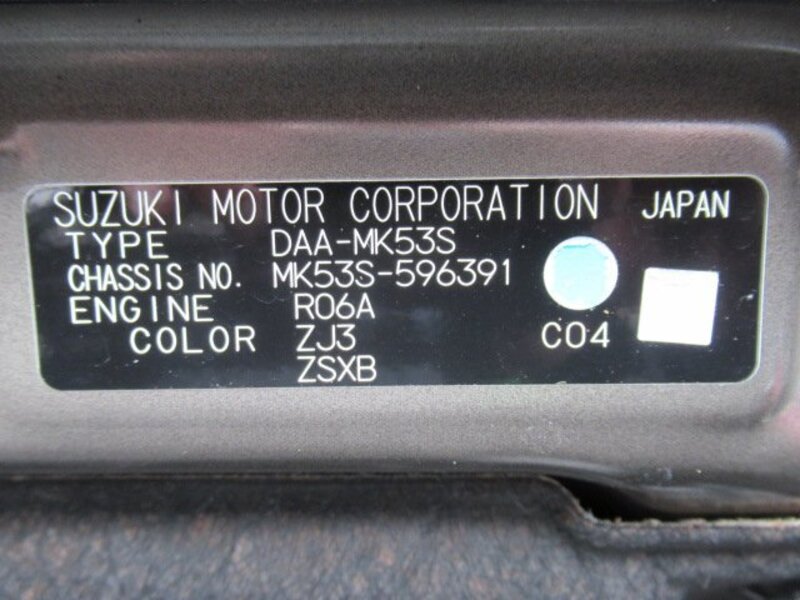 SUZUKI MOTOR CORPORATION JAPAN
TYPE DAA-MK53S
CHASSIS NO. MK53S-596391
ENGINE R06A
COLOR ZJ3 C04
ZSXB